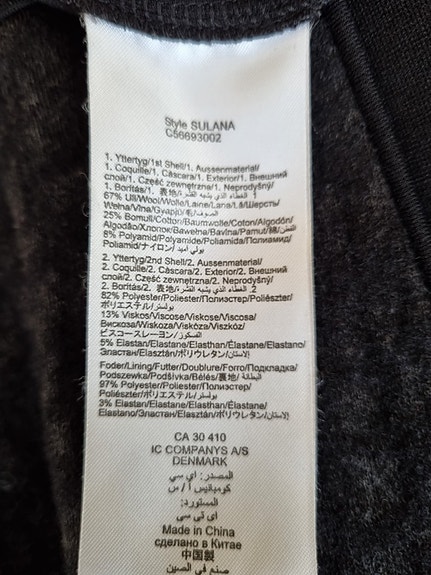 Style SULANA
C56693002
1. Yttertyg/1st Shell/1. Aussenmaterial/
1. Coquille/1. Cáscara/1. Exterior/1. Внешний
слой/1. Część zewnętrzna/1. Neprodyšný/
1. Borítás/1. 表地/1. الغطاء الذي يشبه القشرة
67% Ull/Wool/Wolle/Laine/Lana/Lã/Шерсть/
Wełna/Vlna/Gyapjú/毛/الصوف
25% Bomull/Cotton/Baumwolle/Coton/Algodón/
Algodão/Хлопок/Bawełna/Bavlna/Pamut/綿/القطن
8% Polyamid/Polyamide/Poliamida/Полиамид/
Poliamid/ナイロン/بولي أميد
2. Yttertyg/2nd Shell/2. Aussenmaterial/
2. Coquille/2. Cáscara/2. Exterior/2. Внешний
слой/2. Część zewnętrzna/2. Neprodyšný/
2. Borítás/2. 表地/2. الغطاء الذي يشبه القشرة
82% Polyester/Poliester/Полиэстер/Poliészter/
ポリエステル/بولستر
13% Viskos/Viscose/Viskose/Viscosa/
Вискоза/Wiskoza/Viskóza/Viszkóz/
ビスコースレーヨン/الفسكوز
5% Elastan/Elastane/Elasthan/Élastane/Elastano/
Эластан/Elasztán/ポリウレタン/الإستان
Foder/Lining/Futter/Doublure/Forro/Подкладка/
Podszewka/Podšívka/Bélés/裏地/البطانة
97% Polyester/Poliester/Полиэстер/
Poliészter/ポリエステル/بولستر
3% Elastan/Elastane/Elasthan/Élastane/
Elastano/Эластан/Elasztán/ポリウレタン/الإستان
CA 30 410
IC COMPANYS A/S
DENMARK
المصدر: اي سي
كومبانيس أ / س
المستورد:
اي تي سي
Made in China
сделано в Китае
中国製
صنع في الصين